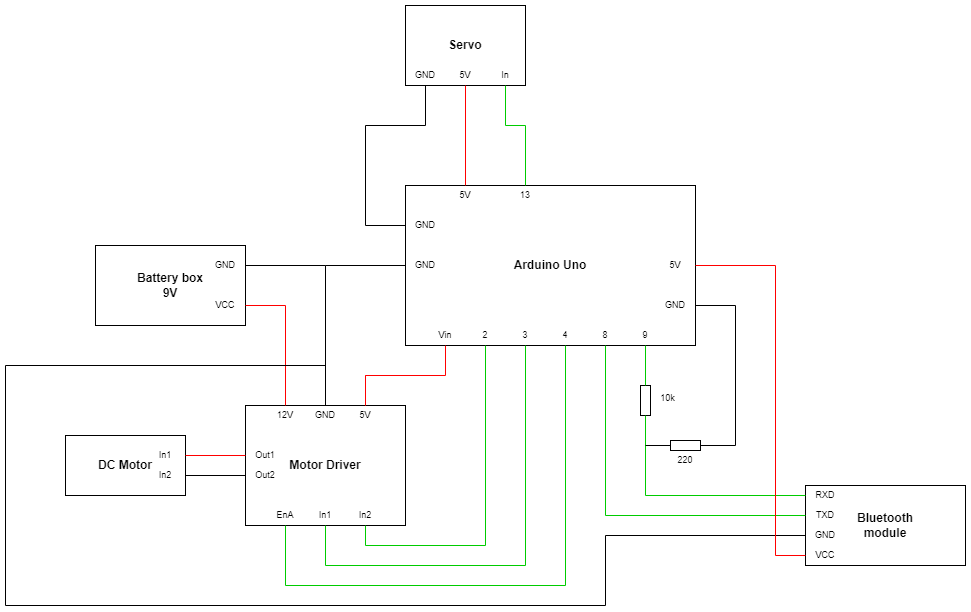 Servo
GND 5V In
5V 13
GND
GND
Arduino Uno
5V
GND
Vin 2 3 4 8 9
Battery box
9V
GND
VCC
10k
220
12V GND 5V
Out1
Out2
Motor Driver
EnA In1 In2
DC Motor
In1
In2
RXD
TXD
GND
VCC
Bluetooth
module